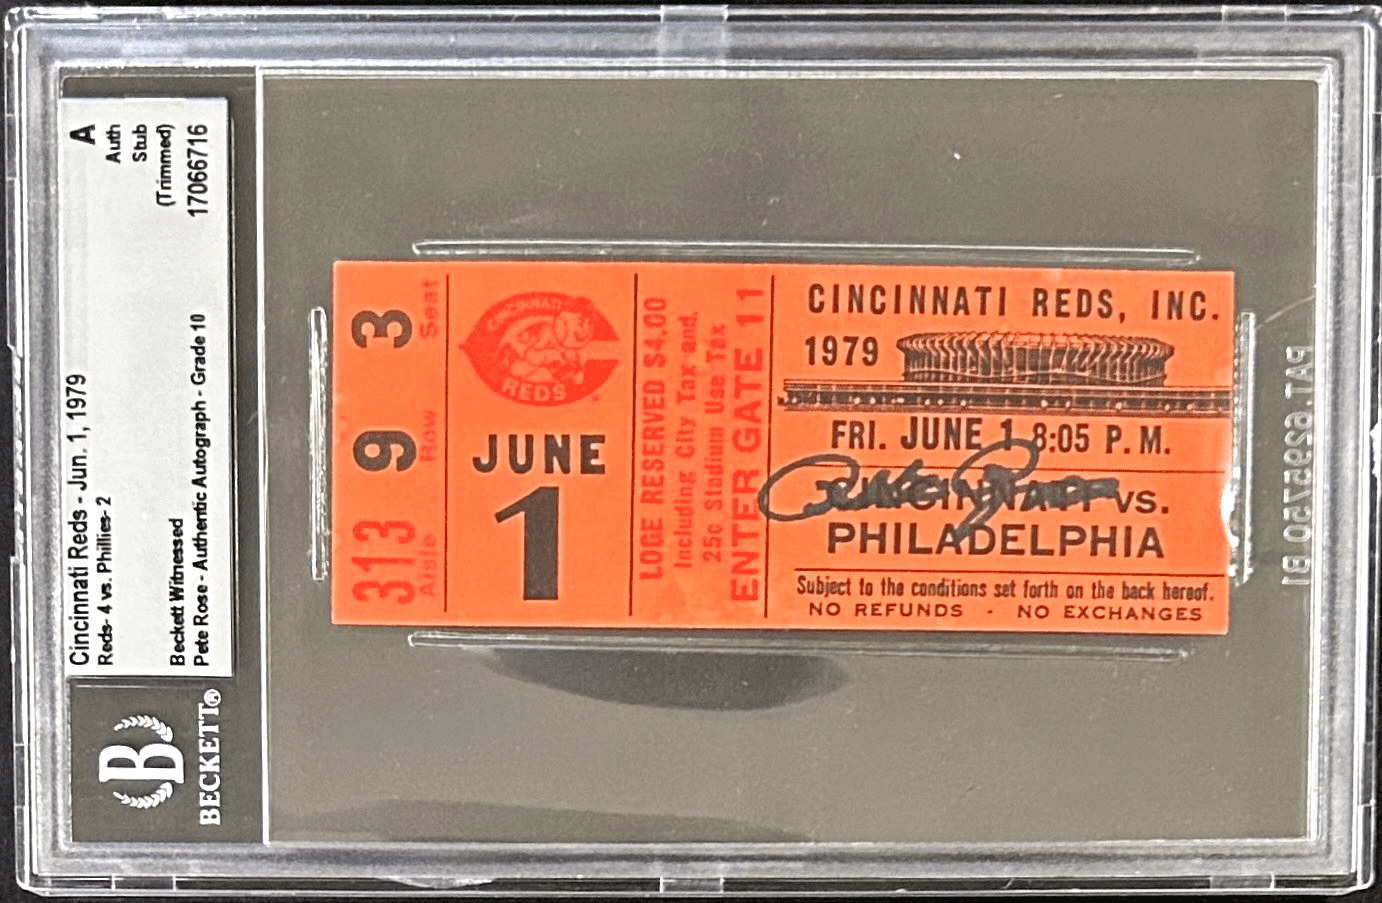 Cincinnati Reds - Jun. 1, 1979
Reds- 4 vs. Phillies- 2
Beckett Witnessed
Pete Rose - Authentic Autograph - Grade 10
A
Auth
Stub
(Trimmed)
17066716
B
BECKETT®
313 9 3
Aisle Row Seat
CINCINNATI
REDS
JUNE
1
LOGE RESERVED $4.00
Including City Tax and
25c Stadium Use Tax
ENTER GATE 11
CINCINNATI REDS, INC.
1979
FRI. JUNE 1 8:05 P. M.
CINCINNATI VS.
PHILADELPHIA
Pete Rose
Subject to the conditions set forth on the back hereof.
NO REFUNDS - NO EXCHANGES
PAT.6295750 B1